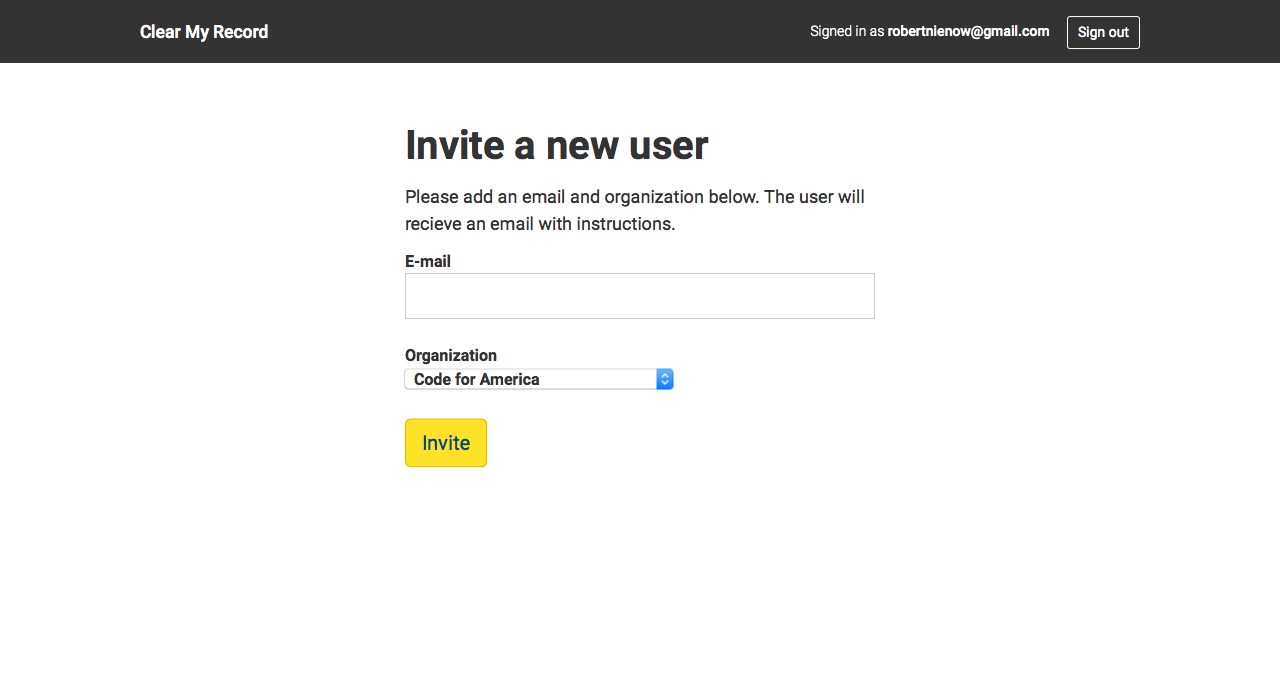 Clear My Record
Signed in as robertnienow@gmail.com
Sign out
Invite a new user
Please add an email and organization below. The user will
recieve an email with instructions.
E-mail
Organization
Code for America
Invite